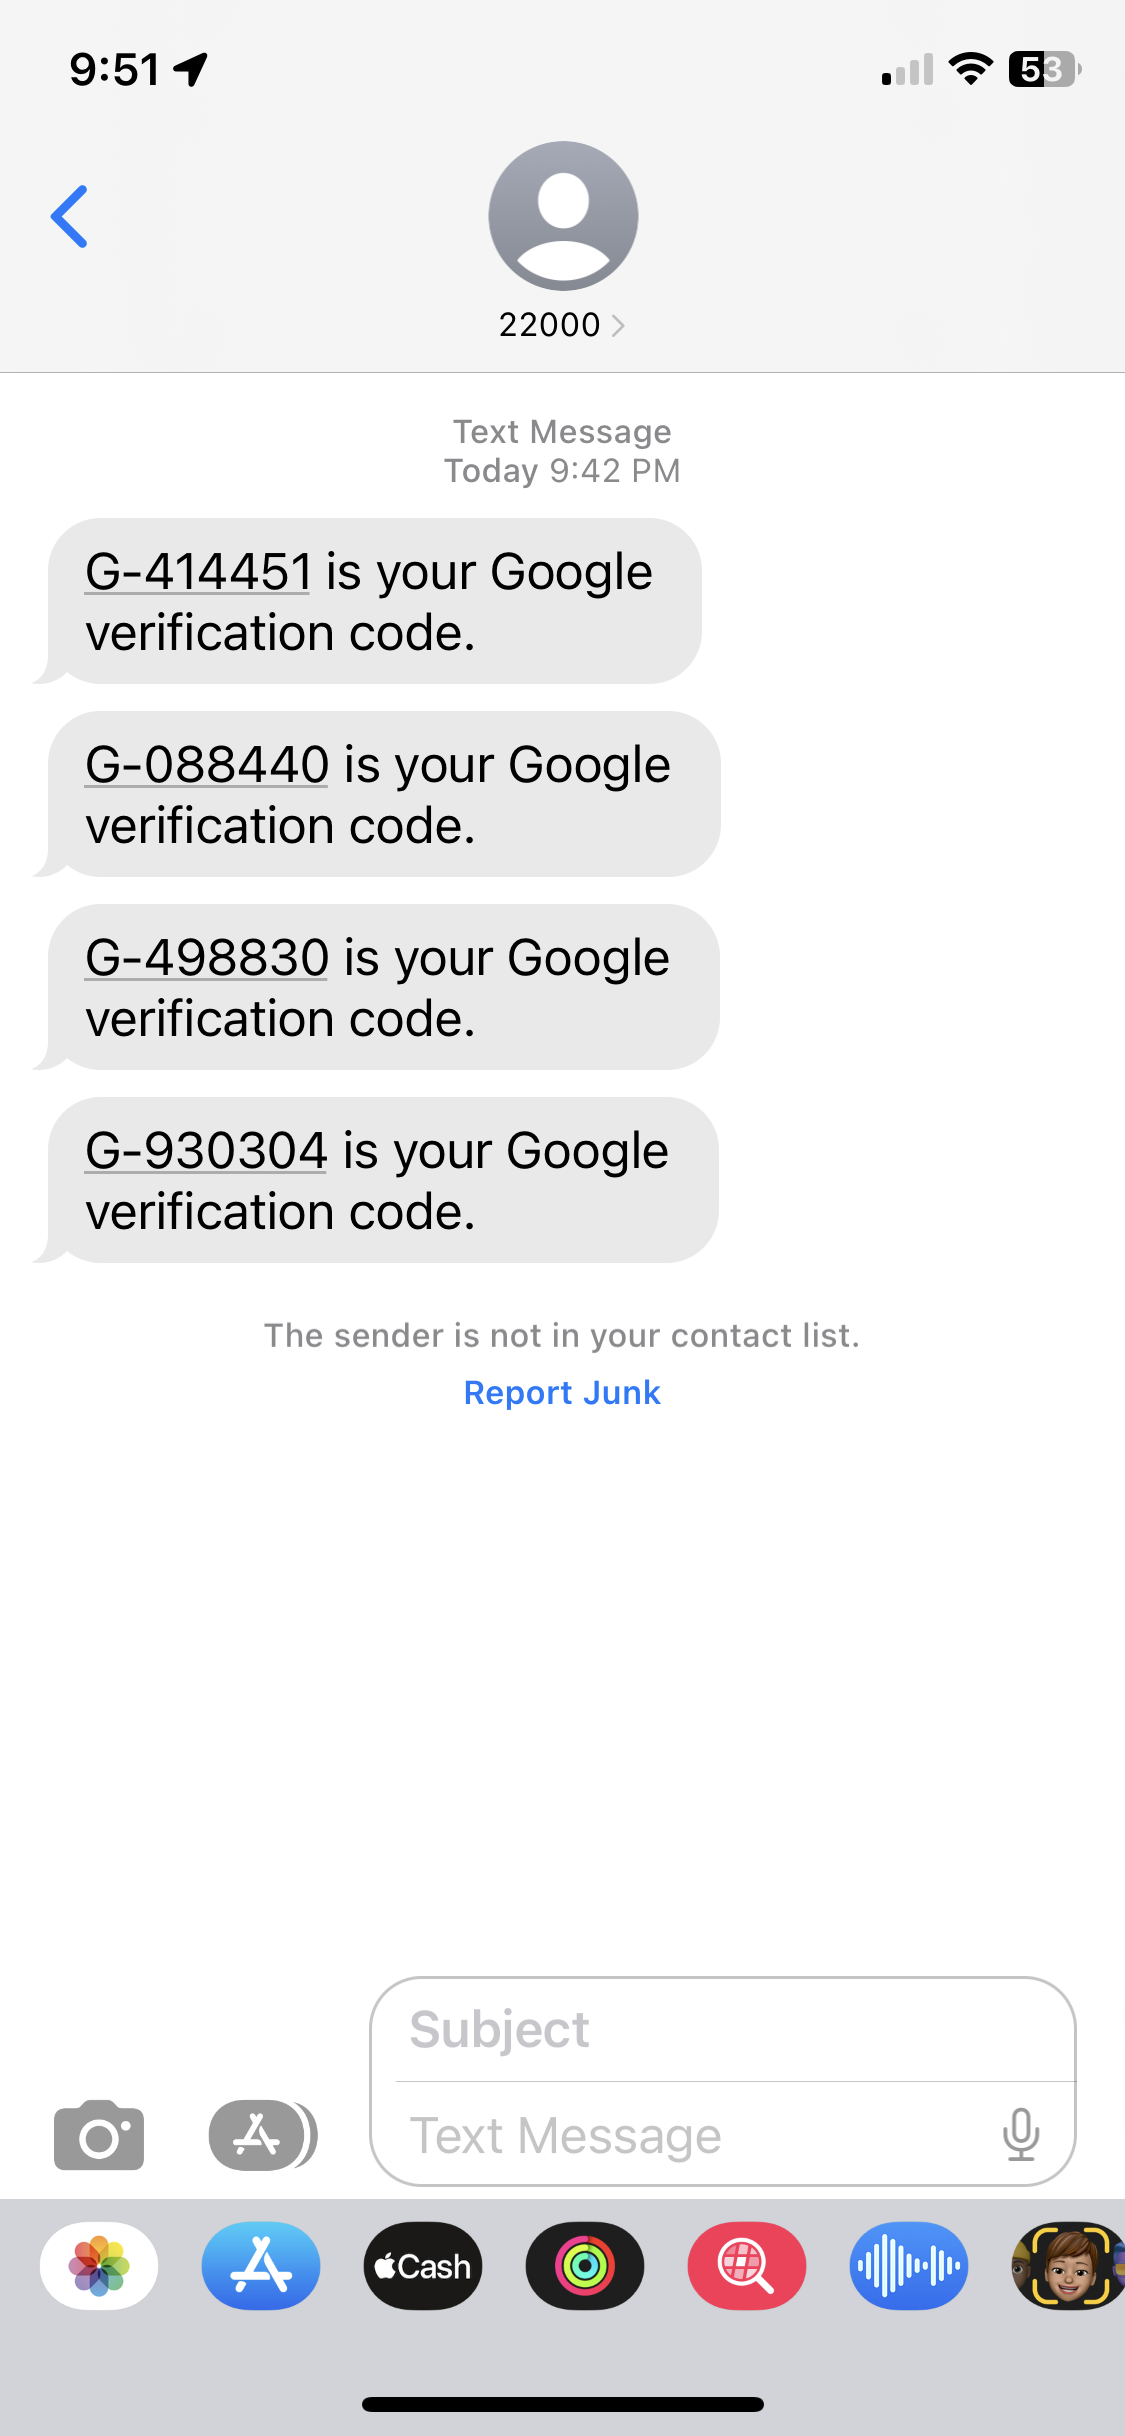 9:51
53
22000
Text Message
Today 9:42 PM
G-414451 is your Google
verification code.
G-088440 is your Google
verification code.
G-498830 is your Google
verification code.
G-930304 is your Google
verification code.
The sender is not in your contact list.
Report Junk
Subject
Text Message
Cash